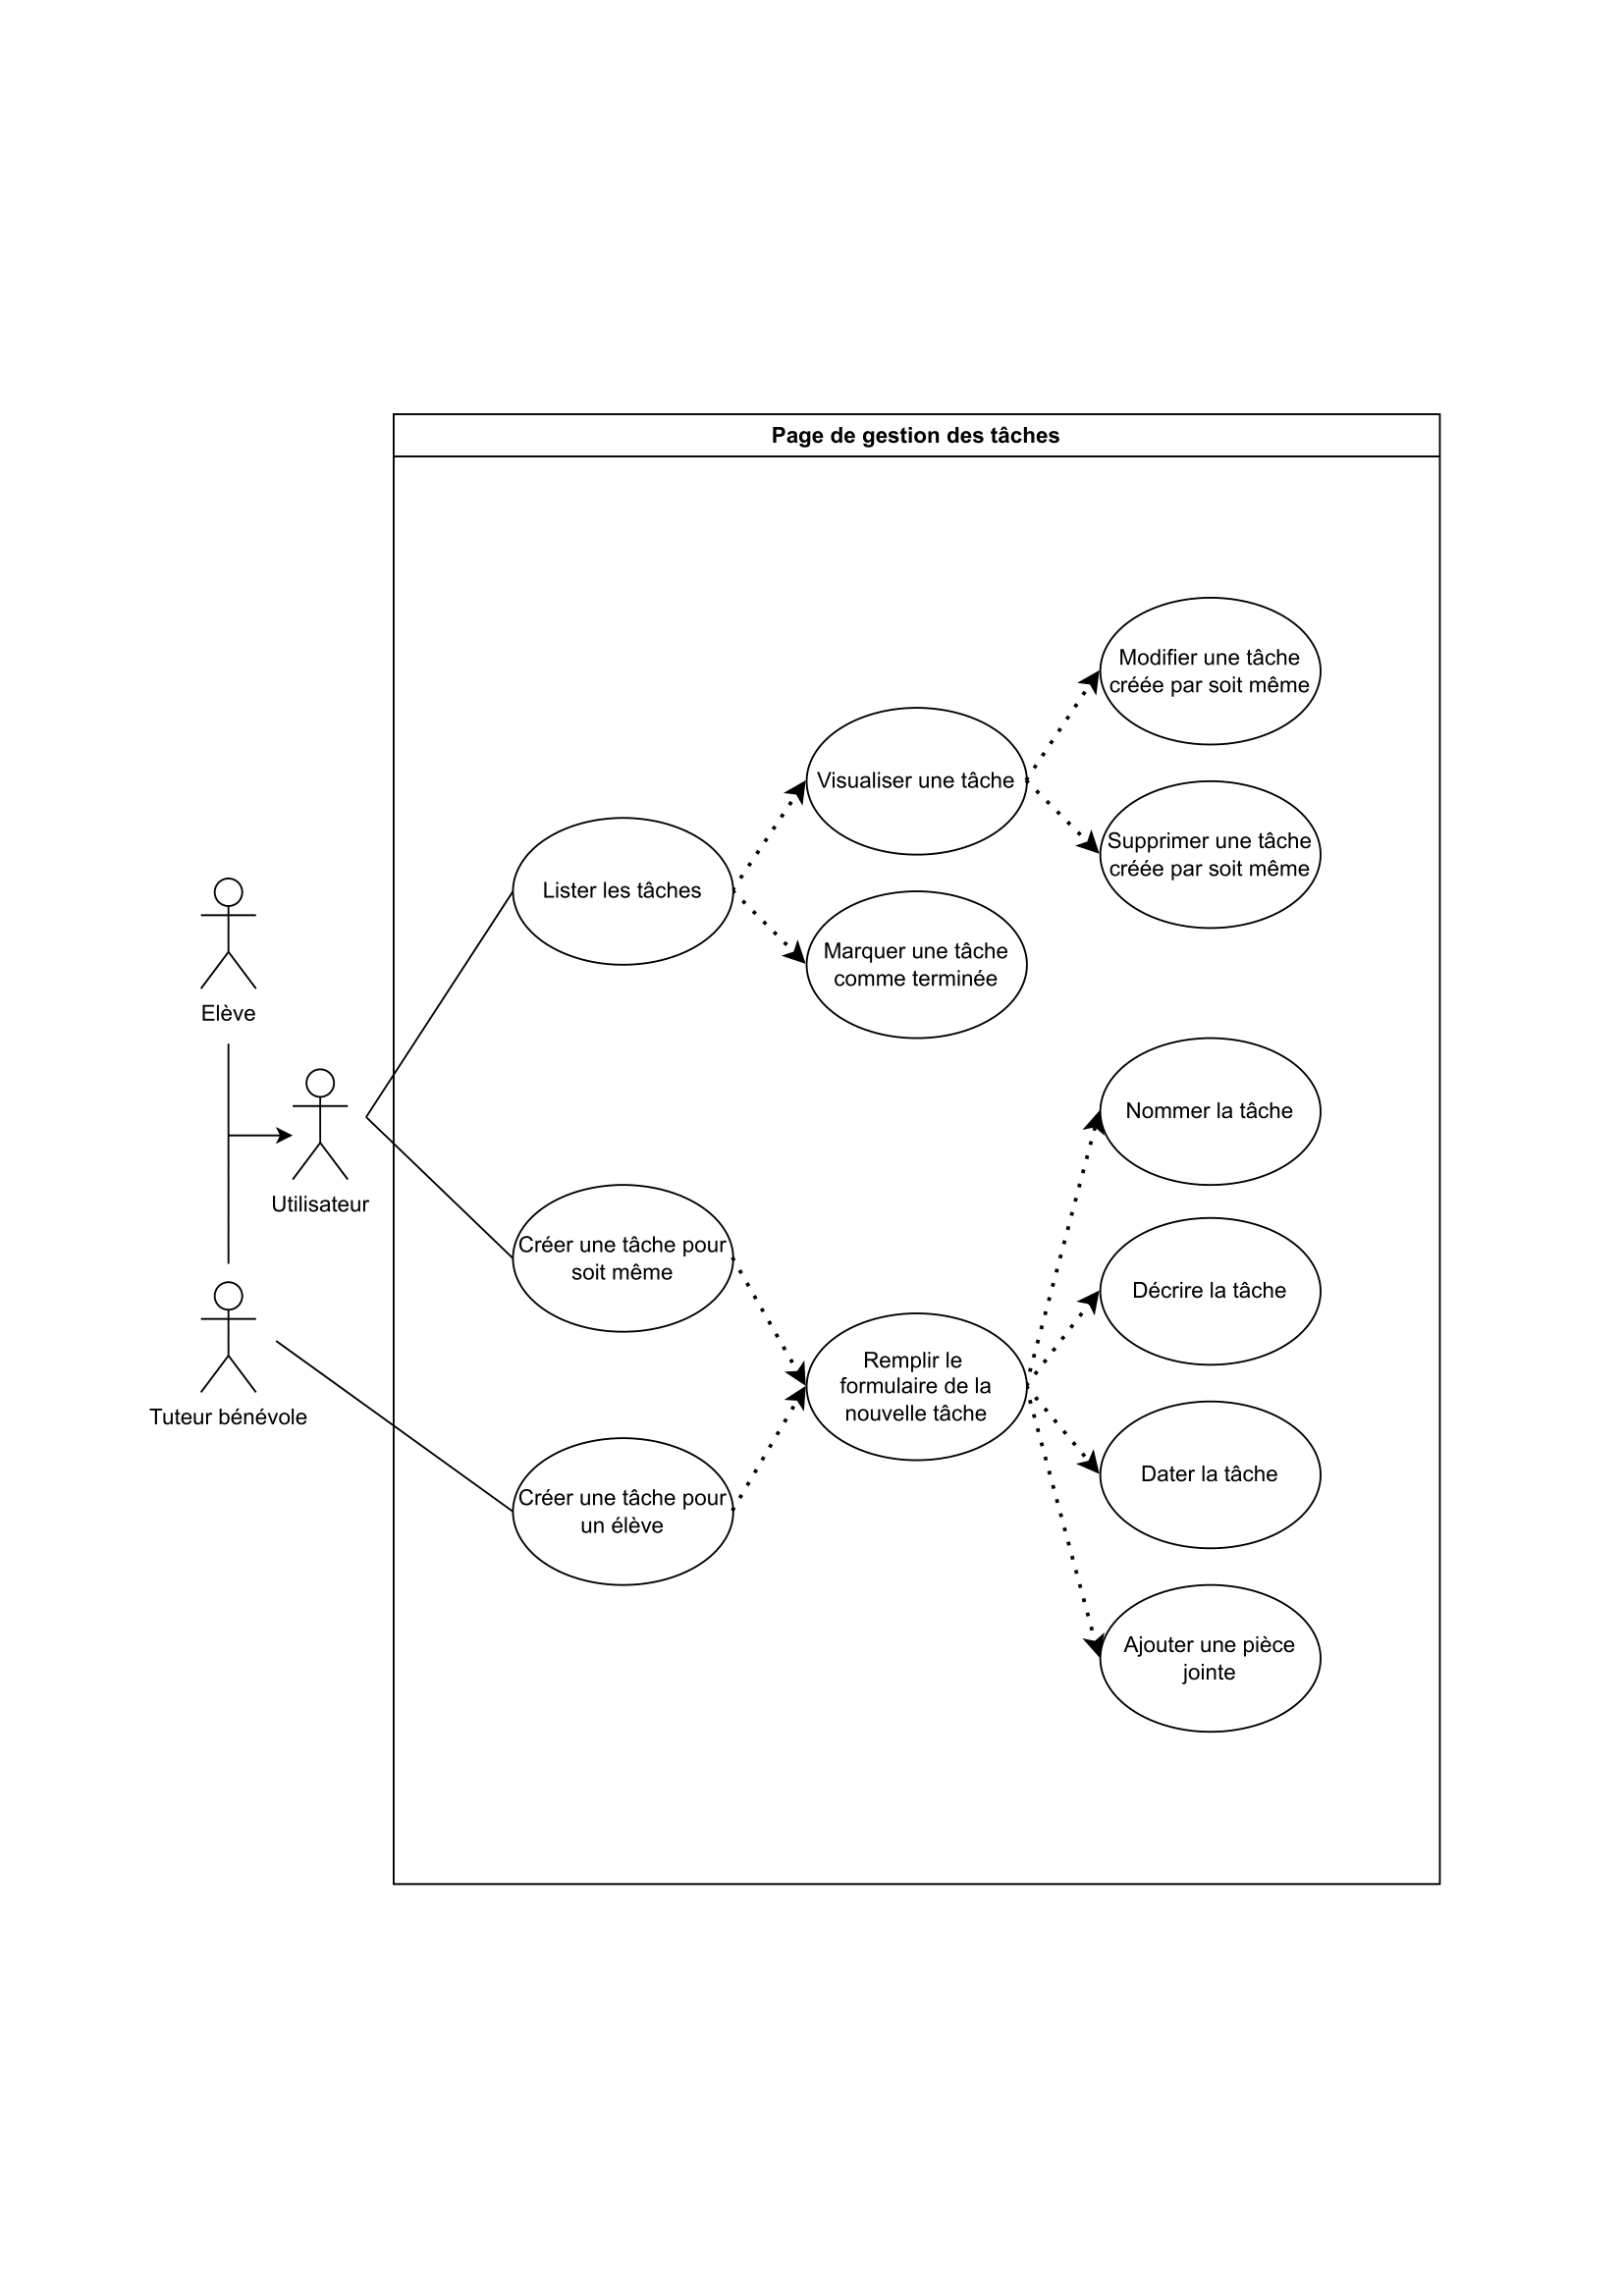 Page de gestion des tâches
Modifier une tâche
créée par soit même
Visualiser une tâche
Supprimer une tâche
créée par soit même
Lister les tâches
Marquer une tâche
comme terminée
Elève
Nommer la tâche
Utilisateur
Créer une tâche pour
soit même
Décrire la tâche
Remplir le
formulaire de la
nouvelle tâche
Tuteur bénévole
Dater la tâche
Créer une tâche pour
un élève
Ajouter une pièce
jointe